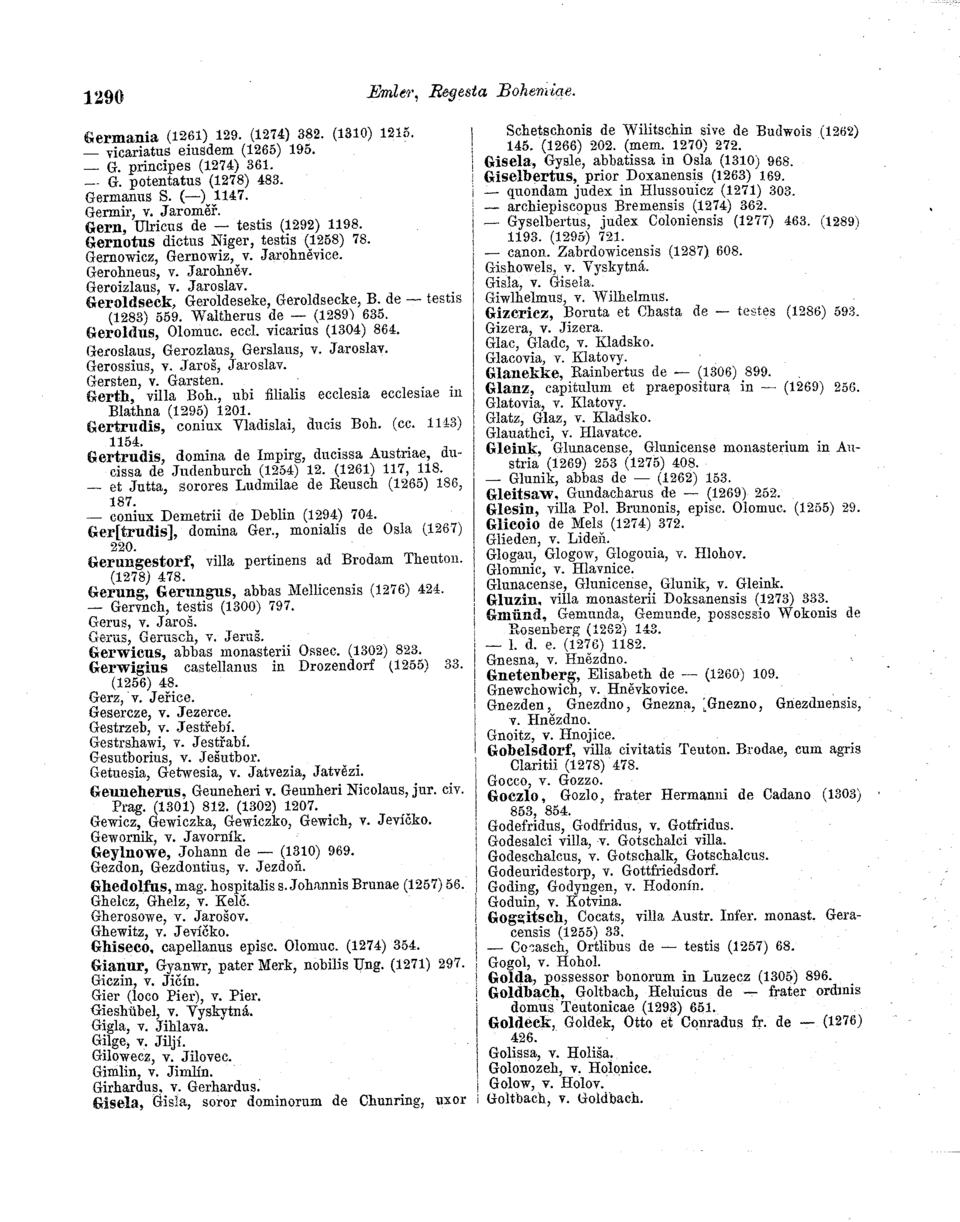 1290
Emler, Regesta Bohemiae.
Germania (1261) 129. (1274) 382. (1310) 1215.
— vicariatus eiusdem (1265) 195.
— G. principes (1274) 361.
— G. potentatus (1278) 483.
Germanus S. (—) 1147.
Germir, v. Jaroměř.
Gern, Ulricus de — testis (1292) 1198.
Gernotus dictus Niger, testis (1258) 78.
Gernowicz, Gernowiz, v. Jarohněvice.
Gerohneus, v. Jarohněv.
Geroizlaus, v. Jaroslav.
Geroldseck, Geroldeseke, Geroldsecke, B. de — testis
(1283) 559. Waltherus de — (1289) 635.
Geroldus, Olomuc. eccl. vicarius (1304) 864.
Geroslaus, Gerozlaus, Gerslaus, v. Jaroslav.
Gerossius, v. Jaroš, Jaroslav.
Gersten, v. Garsten.
Gerth, villa Boh., ubi filialis ecclesia ecclesiae in
Blathna (1295) 1201.
Gertrudis, coniux Vladislai, ducis Boh. (cc. 1143)
1154.
Gertrudis, domina de Impirg, ducissa Austriae, du-
cissa de Judenburch (1254) 12. (1261) 117, 118.
— et Jutta, sorores Ludmilae de Reusch (1265) 186,
187.
— coniux Demetrii de Deblin (1294) 704.
Ger[trudis], domina Ger., monialis de Osla (1267)
220.
Gerungestorf, villa pertinens ad Brodam Theuton.
(1278) 478.
Gerung, Gerungus, abbas Mellicensis (1276) 424.
— Gervnch, testis (1300) 797.
Gerus, v. Jaroš.
Gerus, Gerusch, v. Jeruš.
Gerwicus, abbas monasterii Ossec. (1302) 823.
Gerwigius castellanus in Drozendorf (1255) 33.
(1256) 48.
Gerz, v. Jeřice.
Gesercze, v. Jezerce.
Gestrzeb, v. Jestřebí.
Gestrshawi, v. Jestřabí.
Gesutborius, v. Ješutbor.
Getuesia, Getwesia, v. Jatvezia, Jatvězi.
Geuneherus, Geuneheri v. Geunheri Nicolaus, jur. civ.
Prag. (1301) 812. (1302) 1207.
Gewicz, Gewiczka, Gewiczko, Gewich, v. Jevíčko.
Gewornik, v. Javorník.
Geylnowe, Johann de — (1310) 969.
Gezdon, Gezdontius, v. Jezdoň.
Ghedolfus, mag. hospitalis s. Johannis Brunae (1257) 56.
Ghelcz, Ghelz, v. Kelč.
Gherosowe, v. Jarošov.
Ghewitz, v. Jevíčko.
Ghiseco, capellanus episc. Olomuc. (1274) 354.
Gianur, Gyanwr, pater Merk, nobilis Ung. (1271) 297.
Giczin, v. Jičín.
Gier (loco Pier), v. Pier.
Gieshübel, v. Vyskytná.
Gigla, v. Jihlava.
Gilge, v. Jiljí.
Gilowecz, v. Jilovec.
Gimlin, v. Jimlín.
Girhardus, v. Gerhardus.
Gisela, Gisla, soror dominorum de Chunring, uxor
Schetschonis de Wilitschin sive de Budwois (1262)
145. (1266) 202. (mem. 1270) 272.
Gisela, Gysle, abbatissa in Osla (1310) 968.
Giselbertus, prior Doxanensis (1263) 169.
— quondam judex in Hlussouicz (1271) 303.
— archiepiscopus Bremensis (1274) 362.
— Gyselbertus, judex Coloniensis (1277) 463. (1289)
1193. (1295) 721.
— canon. Zabrdowicensis (1287) 608.
Gishowels, v. Vyskytná.
Gisla, v. Gisela.
Giwlhelmus, v. Wilhelmus.
Gizericz, Boruta et Chasta de — testes (1286) 593.
Gizera, v. Jizera.
Glac, Gladc, v. Kladsko.
Glacovia, v. Klatovy.
Glanekke, Rainbertus de — (1306) 899.
Glanz, capitulum et praepositura in — (1269) 256.
Glatovia, v. Klatovy.
Glatz, Glaz, v. Kladsko.
Glauathci, v. Hlavatce.
Gleink, Glunacense, Glunicense monasterium in Au-
stria (1269) 253 (1275) 408.
— Glunik, abbas de — (1262) 153.
Gleitsaw, Gundacharus de — (1269) 252.
Glesin, villa Pol. Brunonis, episc. Olomuc. (1255) 29.
Glicoio de Mels (1274) 372.
Glieden, v. Lideň.
Glogau, Glogow, Glogouia, v. Hlohov.
Glomnic, v. Hlavnice.
Glunacense, Glunicense, Glunik, v. Gleink.
Gluzin, villa monasterii Doksanensis (1273) 333.
Gmünd, Gemunda, Gemunde, possessio Wokonis de
Rosenberg (1262) 143.
— l. d. e. (1276) 1182.
Gnesna, v. Hnězdno.
Gnetenberg, Elisabeth de — (1260) 109.
Gnewchowich, v. Hněvkovice.
Gnezden, Gnezdno, Gnezna, Gnezno, Gnezduensis,
v. Hnězdno.
Gnoitz, v. Hnojice.
Gobelsdorf, villa civitatis Teuton. Brodae, cum agris
Claritii (1278) 478.
Gocco, v. Gozzo.
Goczlo, Gozlo, frater Hermanni de Cadano (1303)
853, 854.
Godefridus, Godfridus, v. Gotfridus.
Godesalci villa, v. Gotschalci villa.
Godeschalcus, v. Gotschalk, Gotschalcus.
Godeuridestorp, v. Gottfriedsdorf.
Goding, Godyngen, v. Hodonín.
Goduin, v. Kotvina.
Goggitsch, Cocats, villa Austr. Infer. monast. Gera-
censis (1255) 33.
— Cocasch, Ortlibus de — testis (1257) 68.
Gogol, v. Hohol.
Golda, possessor bonorum in Luzecz (1305) 896.
Goldbach, Goltbach, Heluicus de — frater ordinis
domus Teutonicae (1293) 651.
Goldeck, Goldek, Otto et Conradus fr. de — (1276)
426.
Golissa, v. Holiša.
Golonozeh, v. Holonice.
Golow, v. Holov.
Goltbach, v. Goldbach.